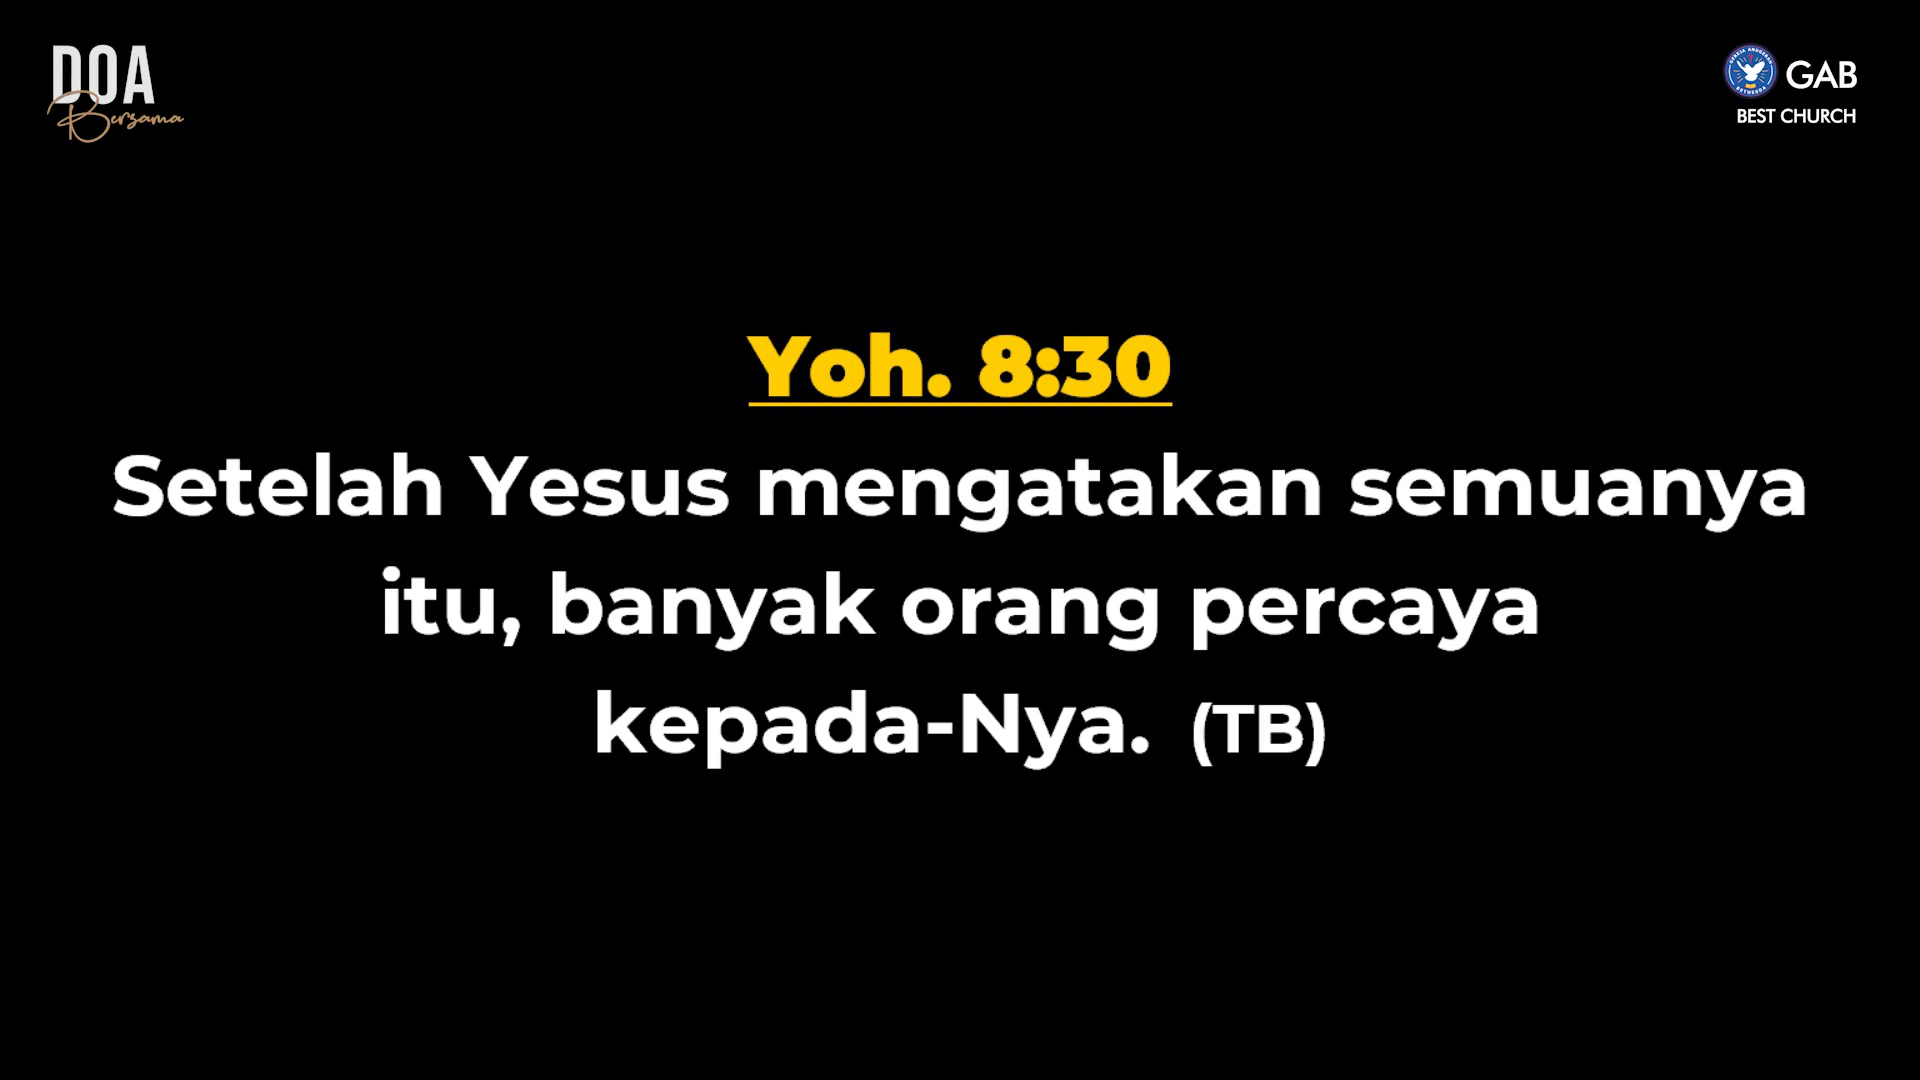 DOA
Bersama
GAB
BEST CHURCH
Yoh. 8:30
Setelah Yesus mengatakan semuanya
itu, banyak orang percaya
kepada-Nya. (TB)